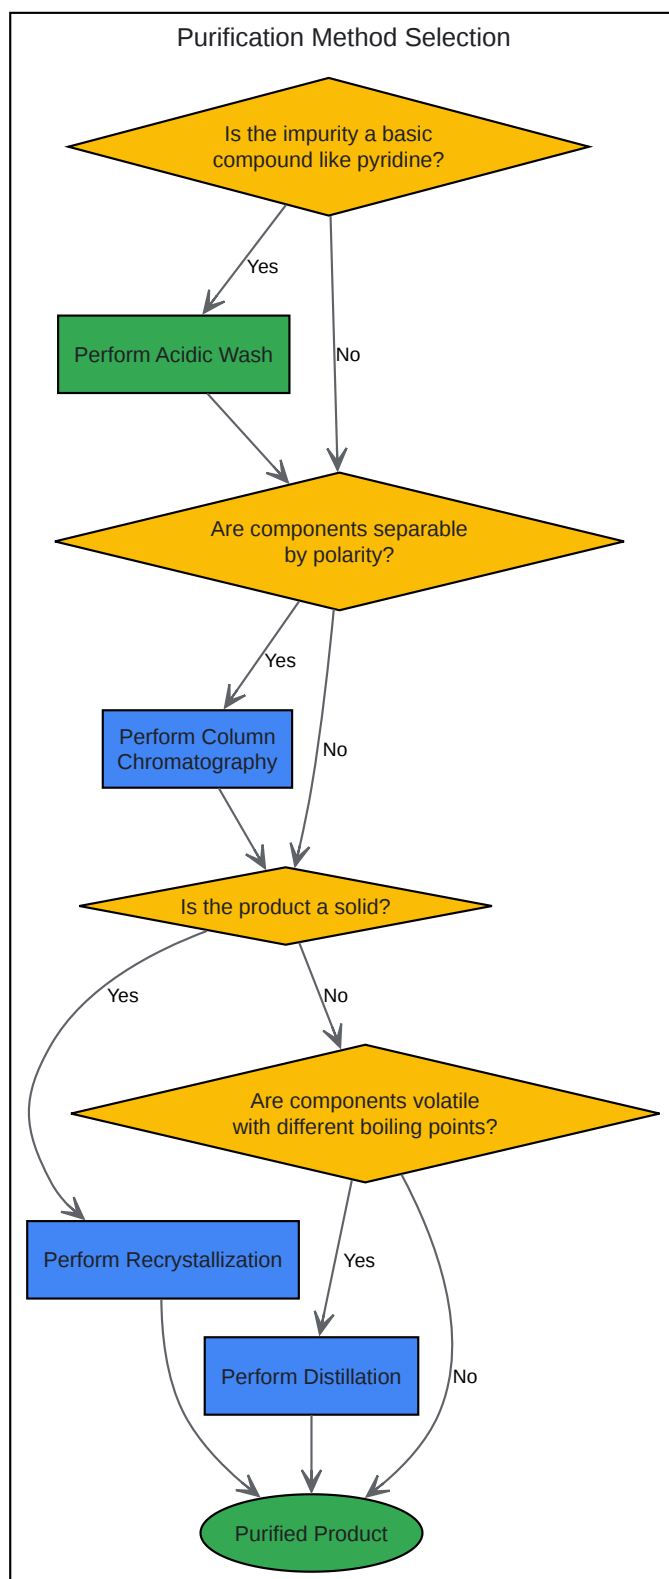 Purification Method Selection
Is the impurity a basic
compound like pyridine?
Yes
Perform Acidic Wash
No
Are components separable
by polarity?
Yes
Perform Column
Chromatography
No
Is the product a solid?
Yes
No
Are components volatile
with different boiling points?
Perform Recrystallization
Yes
Perform Distillation
No
Purified Product